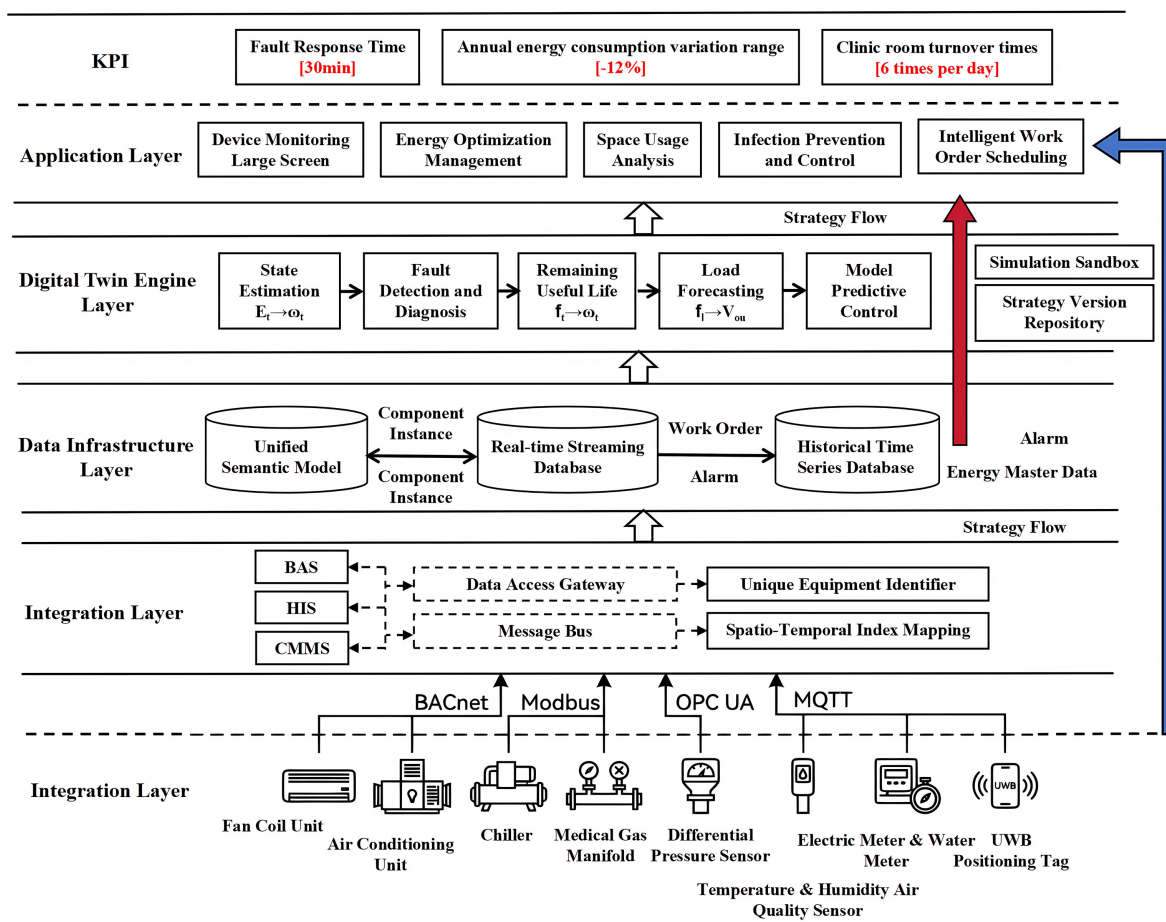 KPI
Fault Response Time
[30min]
Annual energy consumption variation range
[-12%]
Clinic room turnover times
[6 times per day]
Application Layer
Device Monitoring
Large Screen
Energy Optimization
Management
Space Usage
Analysis
Infection Prevention
and Control
Intelligent Work
Order Scheduling
Strategy Flow
Digital Twin Engine
Layer
State
Estimation
Eₜ→ωₜ
Fault
Detection and
Diagnosis
Remaining
Useful Life
fₜ→ωₜ
Load
Forecasting
fₗ→Vₒᵤ
Model
Predictive
Control
Simulation Sandbox
Strategy Version
Repository
Data Infrastructure
Layer
Unified
Semantic Model
Component
Instance
Component
Instance
Real-time Streaming
Database
Work Order
Alarm
Historical Time
Series Database
Alarm
Energy Master Data
Strategy Flow
Integration Layer
BAS
HIS
CMMS
Data Access Gateway
Message Bus
Unique Equipment Identifier
Spatio-Temporal Index Mapping
BACnet
Modbus
OPC UA
MQTT
Integration Layer
UWB
Fan Coil Unit
Air Conditioning
Unit
Chiller
Medical Gas
Manifold
Differential
Pressure Sensor
Temperature & Humidity Air
Quality Sensor
Electric Meter & Water
Meter
UWB
Positioning Tag